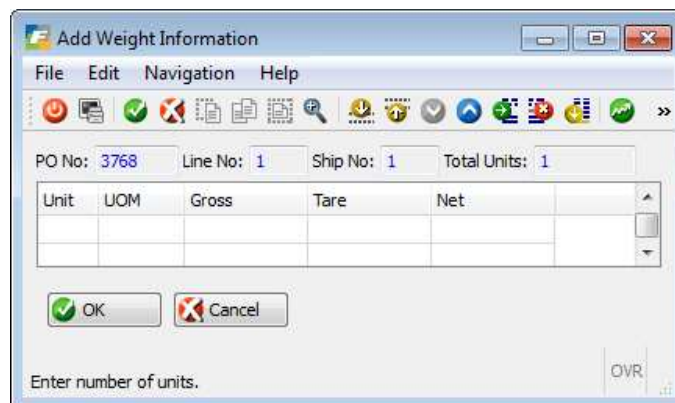 Add Weight Information
File Edit Navigation Help
»
PO No: 3768 Line No: 1 Ship No: 1 Total Units: 1
Unit UOM Gross Tare Net
OK Cancel
Enter number of units. OVR